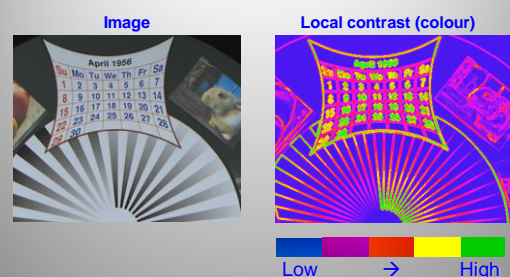 Image
Local contrast (colour)
April 1956
Su Mo Tu We Th Fr Sa
1 2 3 4 5 6 7
8 9 10 11 12 13 14
15 16 17 18 19 20 21
22 23 24 25 26 27 28
29 30
April 1956
Low → High